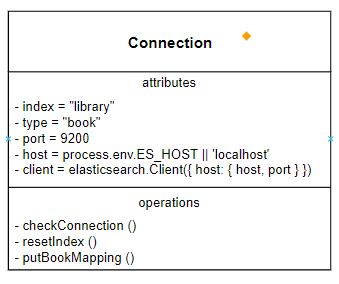 Connection
attributes
- index = "library"
- type = "book"
- port = 9200
- host = process.env.ES_HOST || 'localhost'
- client = elasticsearch.Client({ host: { host, port } })
operations
- checkConnection ()
- resetIndex ()
- putBookMapping ()